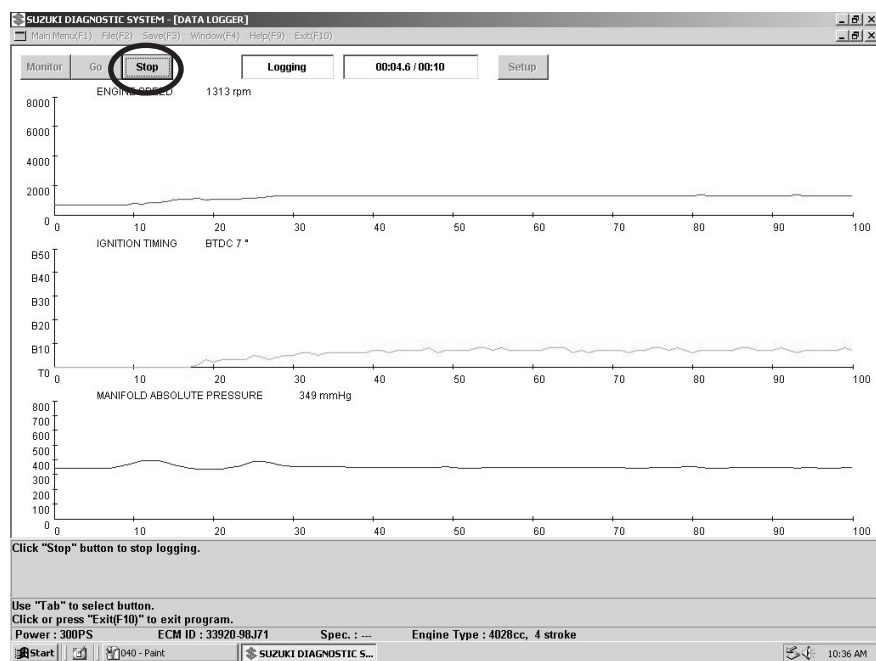 SUZUKI DIAGNOSTIC SYSTEM - [DATA LOGGER]
Main Menu(F1) File(F2) Save(F3) Window(F4) Help(F9) Exit(F10)
Monitor Go Stop Logging 00:04.6 / 00:10 Setup
ENGINE SPEED 1313 rpm
8000
6000
4000
2000
0
0 10 20 30 40 50 60 70 80 90 100
IGNITION TIMING BTDC 7 °
B50
B40
B30
B20
B10
T0
0 10 20 30 40 50 60 70 80 90 100
MANIFOLD ABSOLUTE PRESSURE 349 mmHg
800
700
600
500
400
300
200
100
0
0 10 20 30 40 50 60 70 80 90 100
Click "Stop" button to stop logging.
Use "Tab" to select button.
Click or press "Exit(F10)" to exit program.
Power : 300PS ECM ID : 33920-98J71 Spec. : --- Engine Type : 4028cc, 4 stroke
Start 040 - Paint SUZUKI DIAGNOSTIC S... 10:36 AM